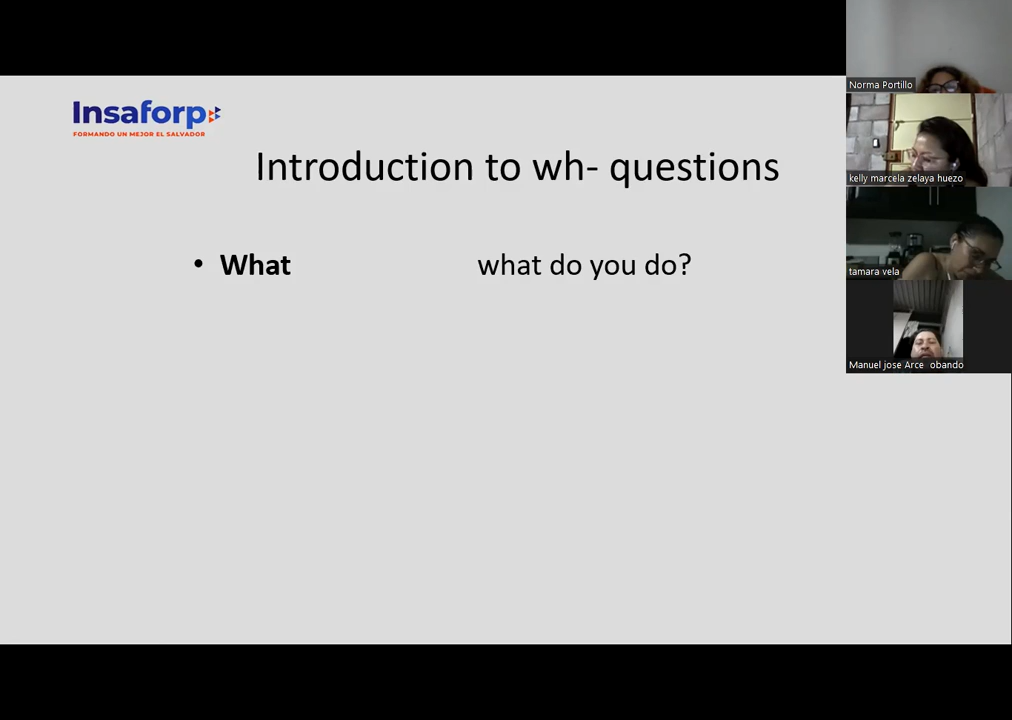 Insaforp
FORMANDO UN MEJOR EL SALVADOR
Introduction to wh- questions
• What what do you do?
Norma Portillo
kelly marcela zelaya huezo
tamara vela
Manuel jose Arce obando